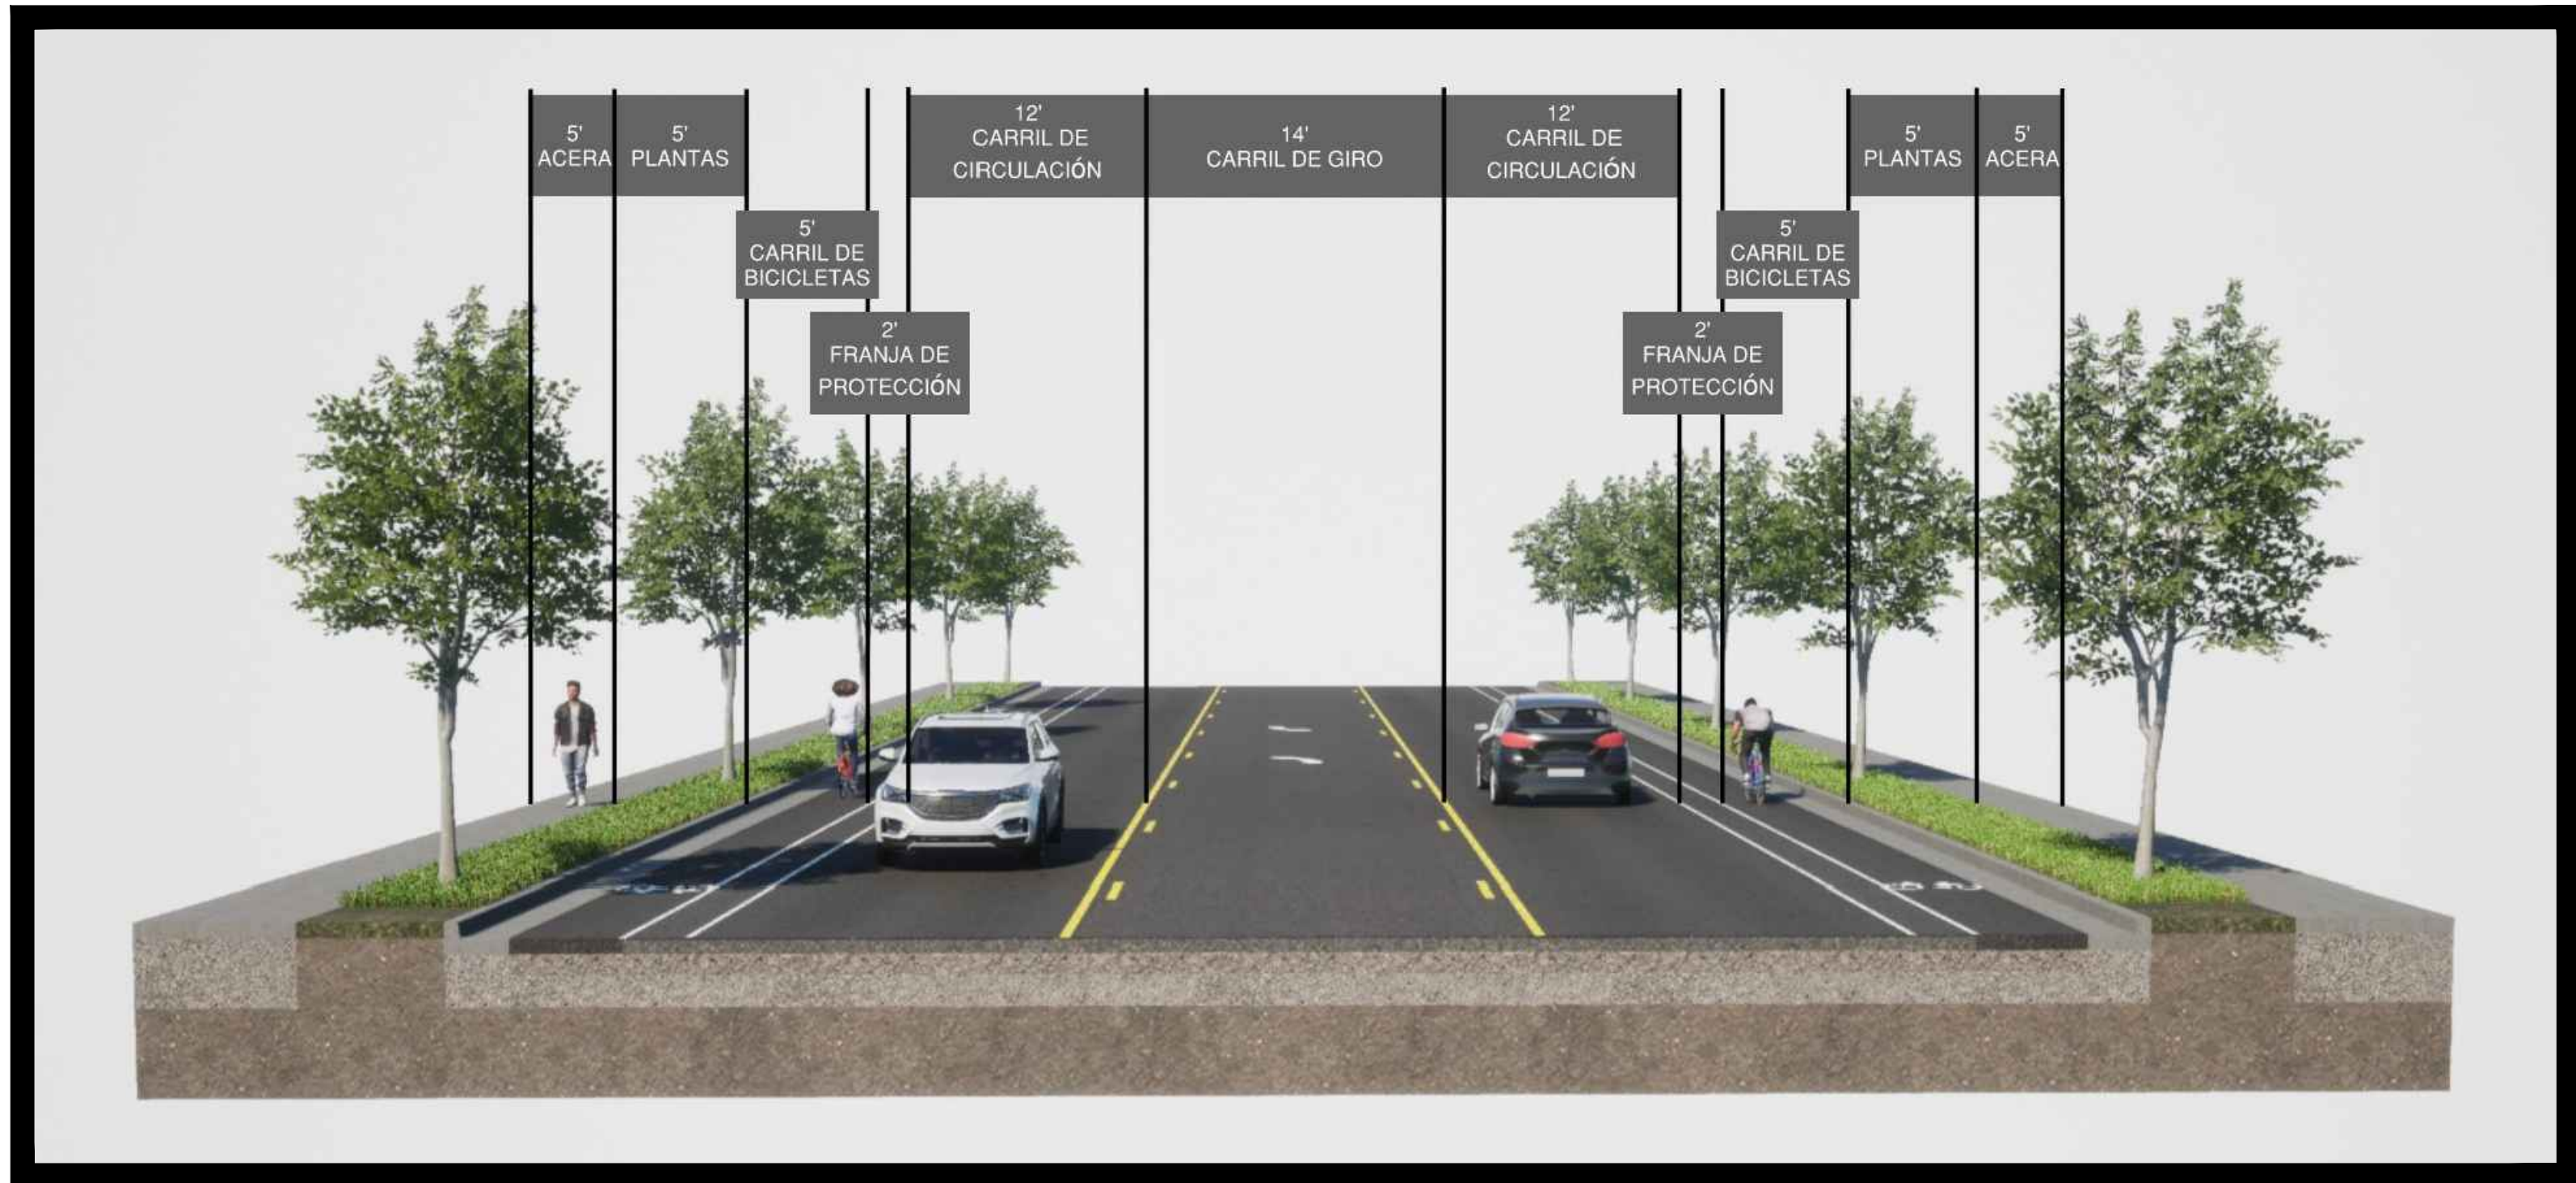 5'
ACERA
5'
PLANTAS
5'
CARRIL DE
BICICLETAS
2'
FRANJA DE
PROTECCIÓN
12'
CARRIL DE
CIRCULACIÓN
14'
CARRIL DE GIRO
12'
CARRIL DE
CIRCULACIÓN
2'
FRANJA DE
PROTECCIÓN
5'
CARRIL DE
BICICLETAS
5'
PLANTAS
5'
ACERA